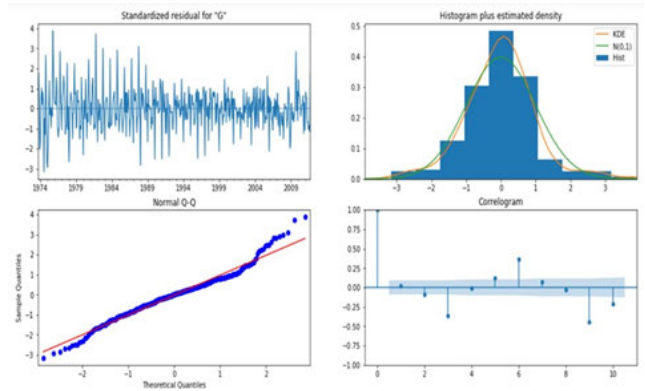 Standardized residual for "G"
4
3
2
1
0
-1
-2
-3
1974 1979 1984 1989 1994 1999 2004 2009
Histogram plus estimated density
0.5
0.4
0.3
0.2
0.1
0.0
KDE
N(0,1)
Hist
-3 -2 -1 0 1 2 3
Normal Q-Q
4
3
2
1
0
-1
-2
-3
Sample Quantiles
-2 -1 0 1 2
Theoretical Quantiles
Correlogram
1.00
0.75
0.50
0.25
0.00
-0.25
-0.50
-0.75
-1.00
0 2 4 6 8 10